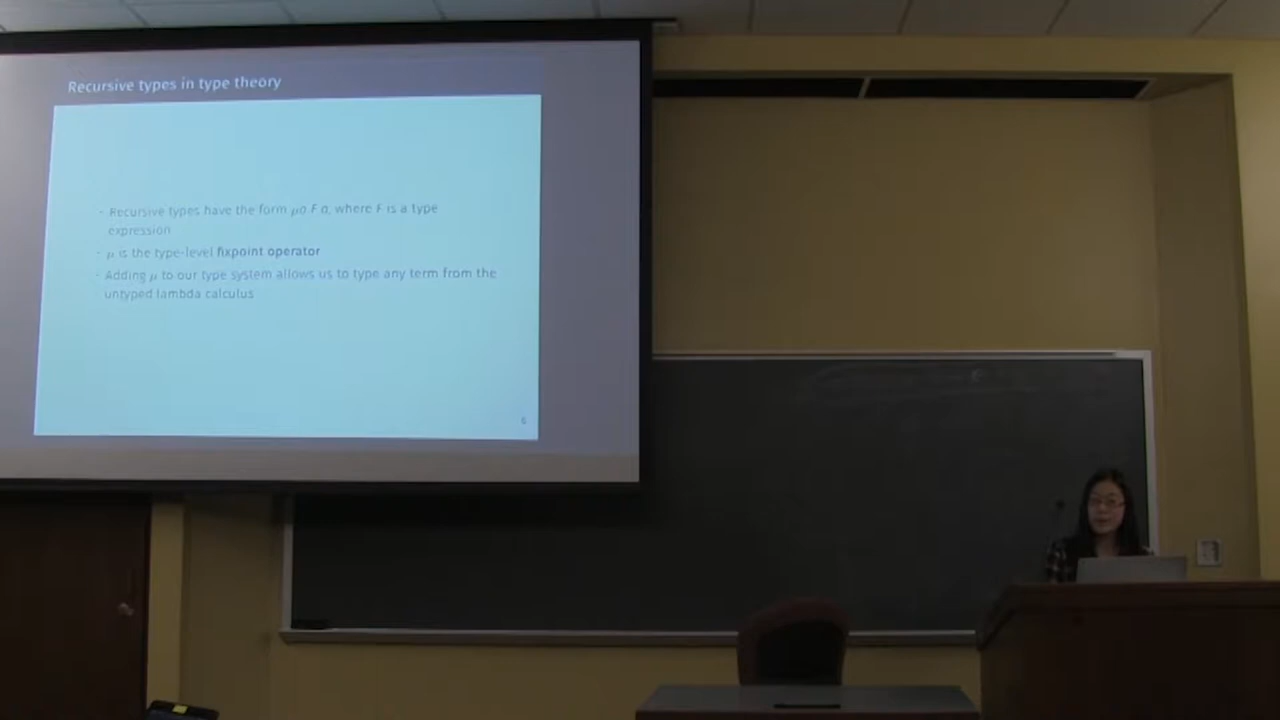 Recursive types in type theory
- Recursive types have the form μα.F α, where F is a type
expression
- μ is the type-level fixpoint operator
- Adding μ to our type system allows us to type any term from the
untyped lambda calculus